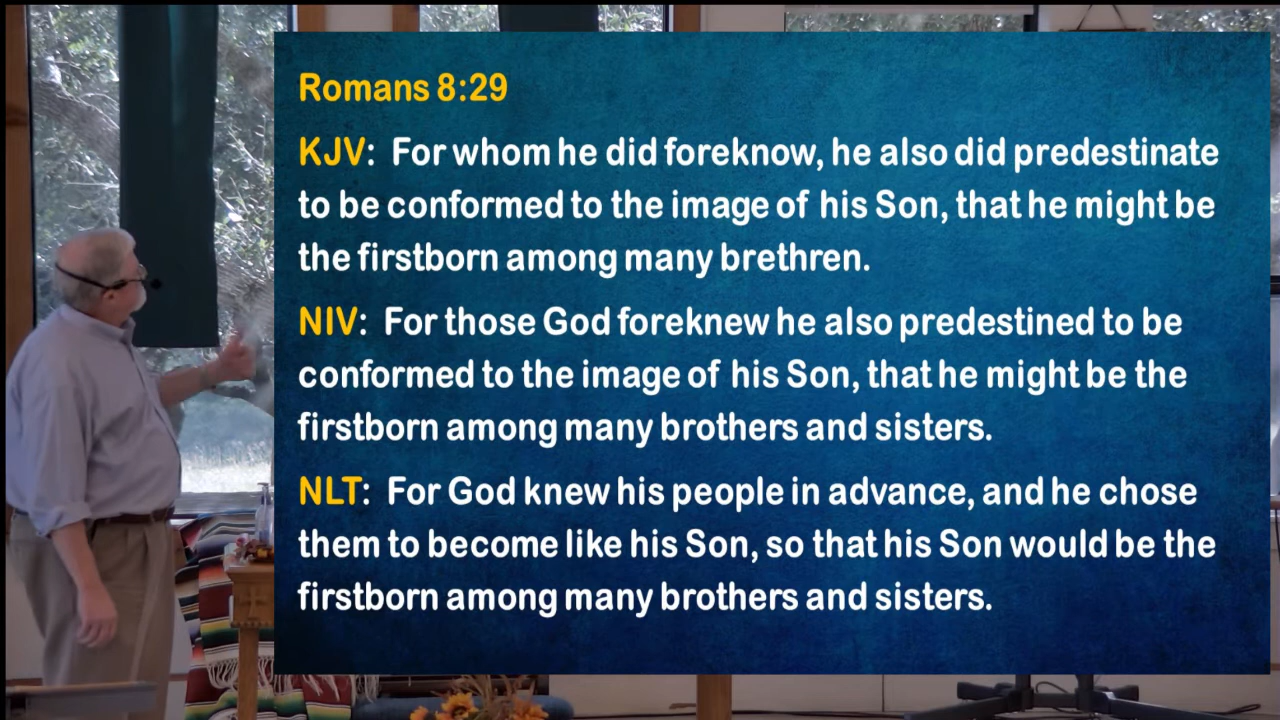 Romans 8:29
KJV: For whom he did foreknow, he also did predestinate
to be conformed to the image of his Son, that he might be
the firstborn among many brethren.
NIV: For those God foreknew he also predestined to be
conformed to the image of his Son, that he might be the
firstborn among many brothers and sisters.
NLT: For God knew his people in advance, and he chose
them to become like his Son, so that his Son would be the
firstborn among many brothers and sisters.